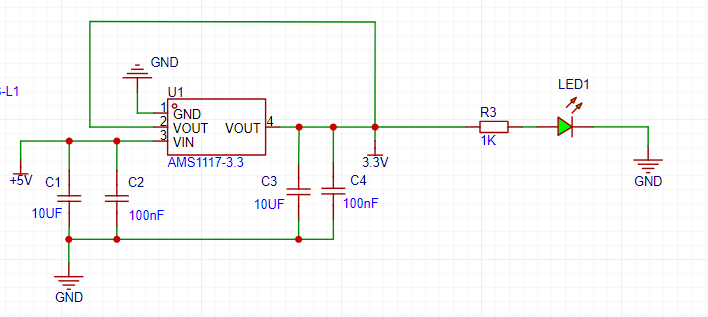 GND
-L1
U1
1 GND
2 VOUT
3 VIN
VOUT 4
AMS1117-3.3
LED1
R3
1K
+5V
C1
10UF
C2
100nF
C3
10UF
C4
100nF
3.3V
GND
GND